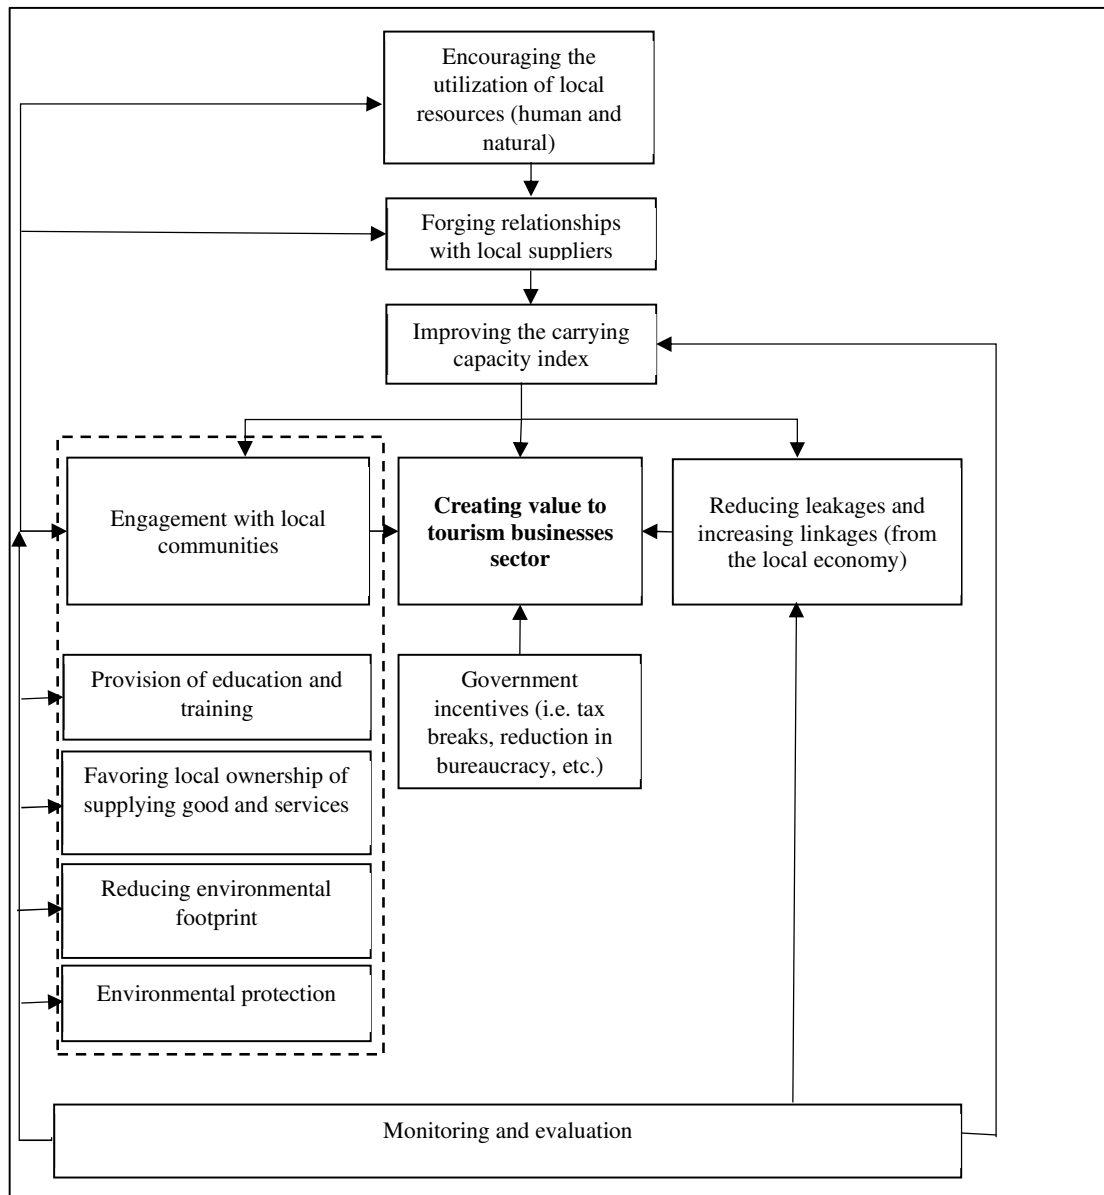 Encouraging the
utilization of local
resources (human and
natural)
Forging relationships
with local suppliers
Improving the carrying
capacity index
Engagement with local
communities
Creating value to
tourism businesses
sector
Reducing leakages and
increasing linkages (from
the local economy)
Provision of education and
training
Government
incentives (i.e. tax
breaks, reduction in
bureaucracy, etc.)
Favoring local ownership of
supplying good and services
Reducing environmental
footprint
Environmental protection
Monitoring and evaluation